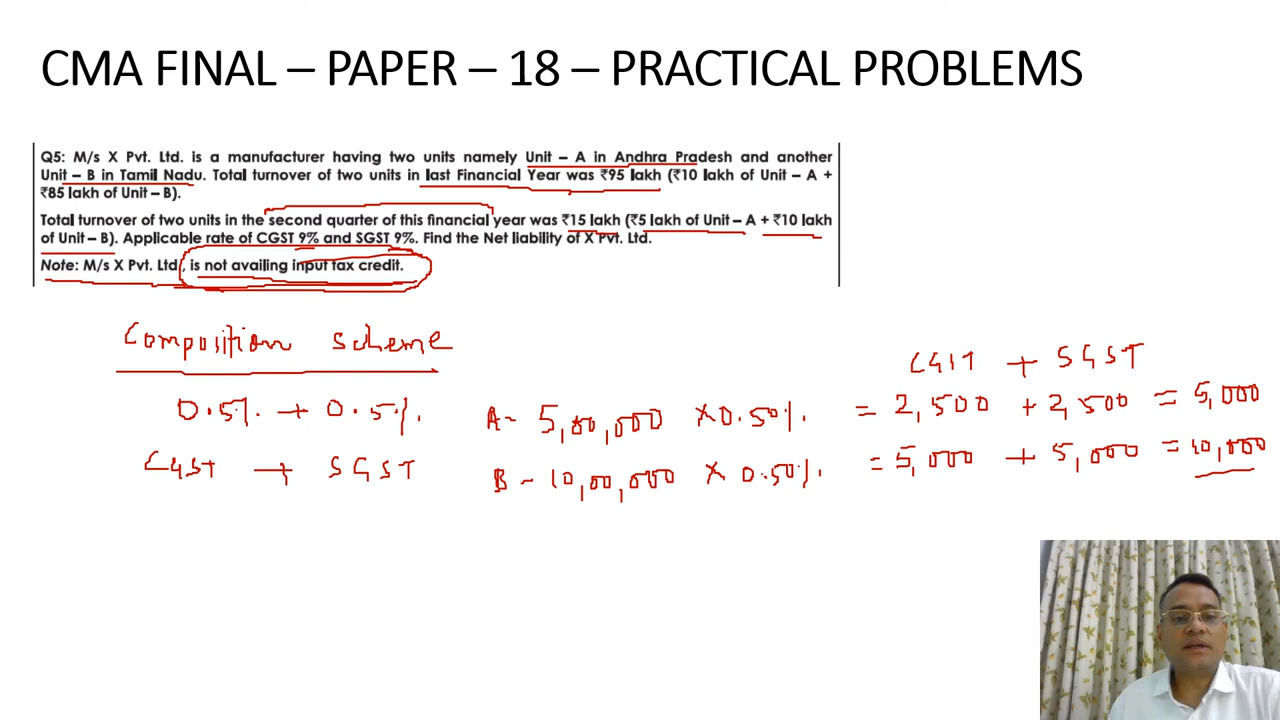 CMA FINAL – PAPER – 18 – PRACTICAL PROBLEMS
Q5: M/s X Pvt. Ltd. is a manufacturer having two units namely Unit – A in Andhra Pradesh and another
Unit – B in Tamil Nadu. Total turnover of two units in last Financial Year was ₹95 lakh (₹10 lakh of Unit – A +
₹85 lakh of Unit – B).
Total turnover of two units in the second quarter of this financial year was ₹15 lakh (₹5 lakh of Unit – A + ₹10 lakh
of Unit – B). Applicable rate of CGST 9% and SGST 9%. Find the Net liability of X Pvt. Ltd.
Note: M/s X Pvt. Ltd., is not availing input tax credit.
Composition scheme
CGST + SGST
0.5% + 0.5%. A- 5,00,000 X0.50% = 2,500 + 2,500 = 5,000
CGST + SGST B - 10,00,000 X 0.50% = 5,000 + 5,000 = 10,000